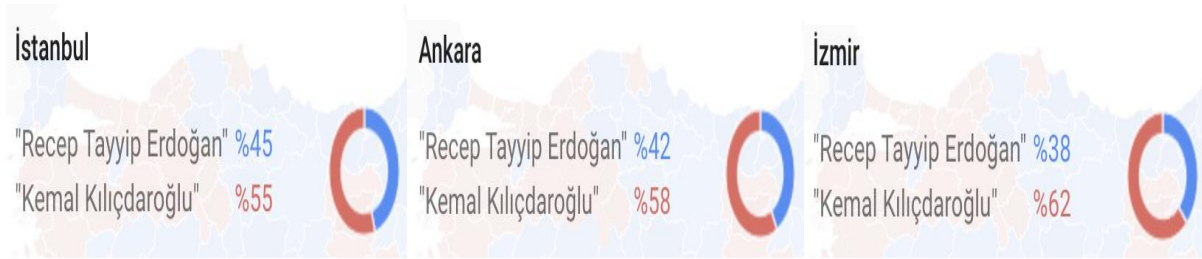 İstanbul
"Recep Tayyip Erdoğan" %45
"Kemal Kılıçdaroğlu" %55
Ankara
"Recep Tayyip Erdoğan" %42
"Kemal Kılıçdaroğlu" %58
İzmir
"Recep Tayyip Erdoğan" %38
"Kemal Kılıçdaroğlu" %62